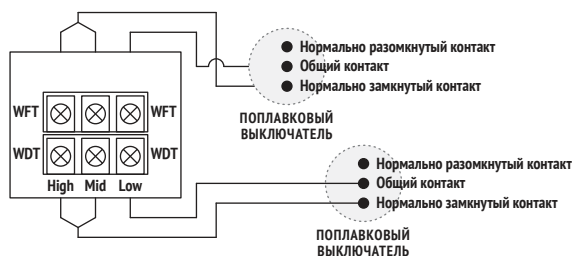 Нормально разомкнутый контакт
Общий контакт
Нормально замкнутый контакт
ПОПЛАВКОВЫЙ
ВЫКЛЮЧАТЕЛЬ
WFT WFT
WDT WDT
High Mid Low
Нормально разомкнутый контакт
Общий контакт
Нормально замкнутый контакт
ПОПЛАВКОВЫЙ
ВЫКЛЮЧАТЕЛЬ